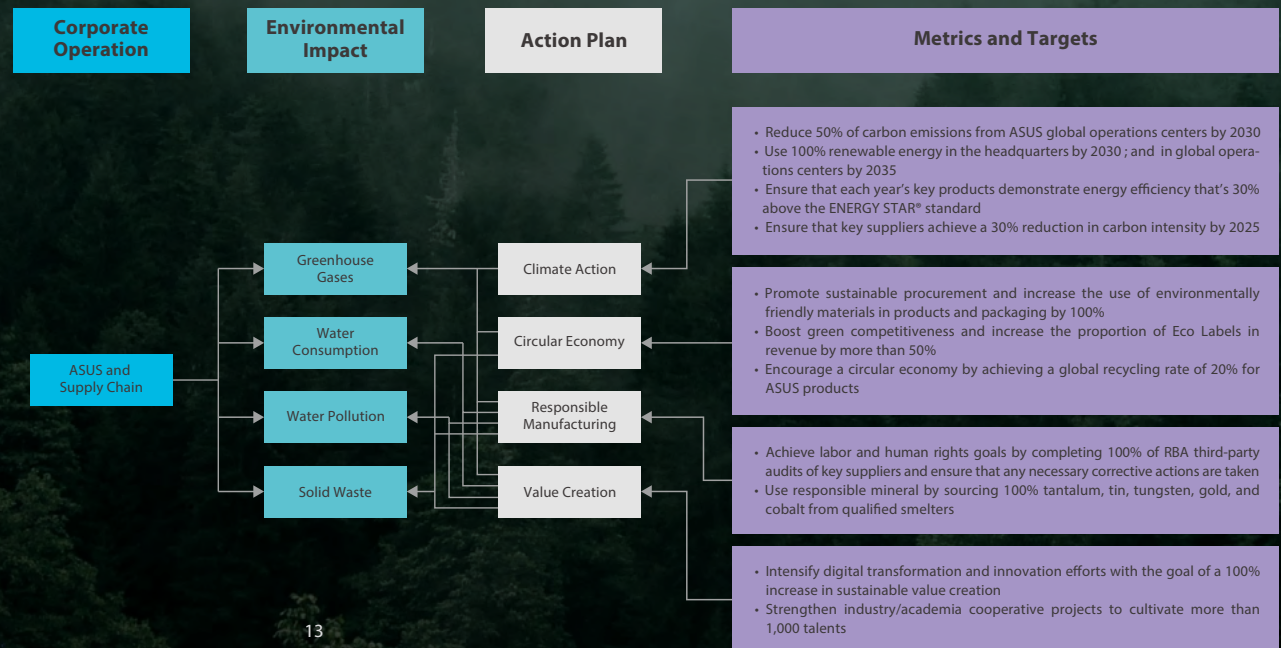 Corporate
Operation
Environmental
Impact
Action Plan
Metrics and Targets
ASUS and
Supply Chain
Greenhouse
Gases
Water
Consumption
Water Pollution
Solid Waste
Climate Action
Circular Economy
Responsible
Manufacturing
Value Creation
• Reduce 50% of carbon emissions from ASUS global operations centers by 2030
• Use 100% renewable energy in the headquarters by 2030 ; and in global opera-
tions centers by 2035
• Ensure that each year's key products demonstrate energy efficiency that's 30%
above the ENERGY STAR® standard
• Ensure that key suppliers achieve a 30% reduction in carbon intensity by 2025
• Promote sustainable procurement and increase the use of environmentally
friendly materials in products and packaging by 100%
• Boost green competitiveness and increase the proportion of Eco Labels in
revenue by more than 50%
• Encourage a circular economy by achieving a global recycling rate of 20% for
ASUS products
• Achieve labor and human rights goals by completing 100% of RBA third-party
audits of key suppliers and ensure that any necessary corrective actions are taken
• Use responsible mineral by sourcing 100% tantalum, tin, tungsten, gold, and
cobalt from qualified smelters
• Intensify digital transformation and innovation efforts with the goal of a 100%
increase in sustainable value creation
• Strengthen industry/academia cooperative projects to cultivate more than
1,000 talents
13